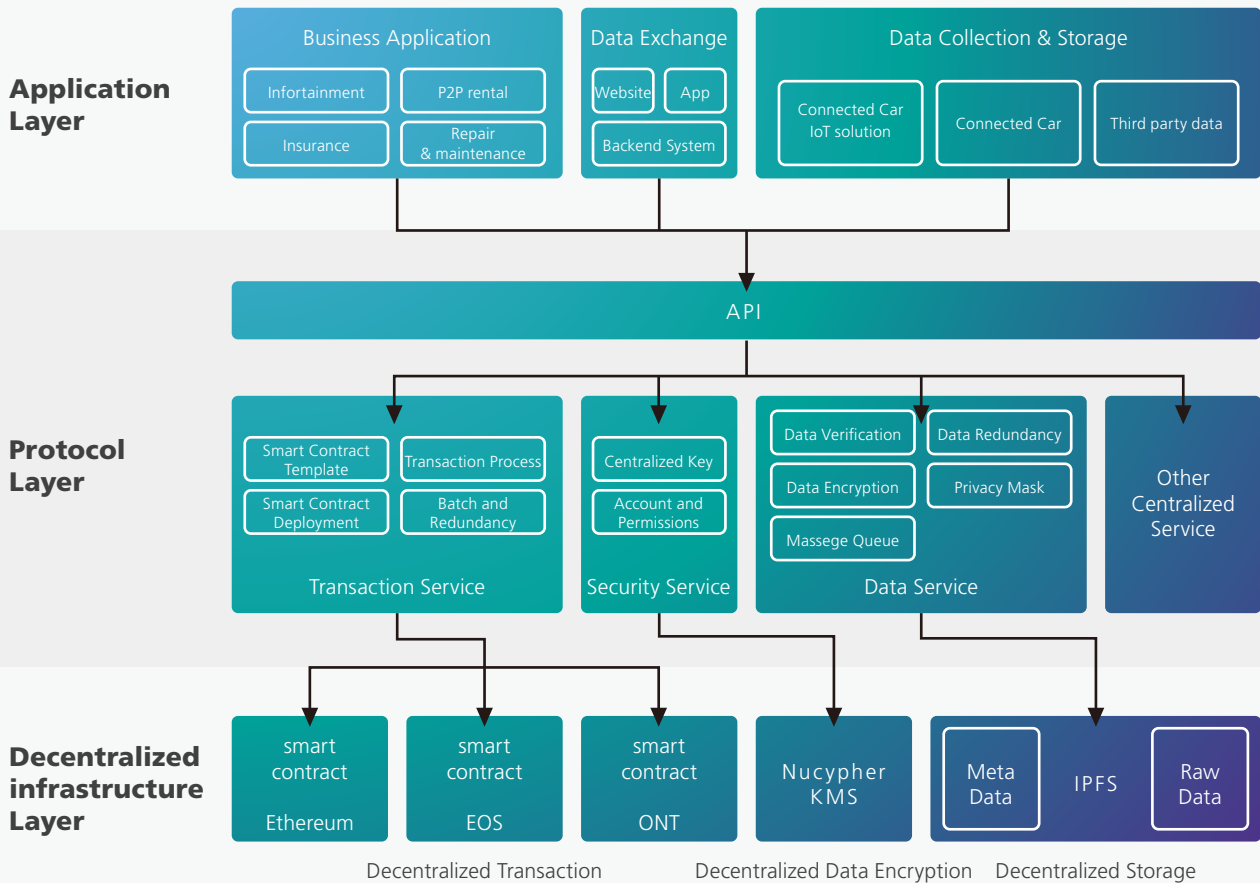 Application
Layer
Business Application
Infortainment
P2P rental
Insurance
Repair
& maintenance
Data Exchange
Website
App
Backend System
Data Collection & Storage
Connected Car
IoT solution
Connected Car
Third party data
Protocol
Layer
API
Smart Contract
Template
Transaction Process
Smart Contract
Deployment
Batch and
Redundancy
Transaction Service
Centralized Key
Account and
Permissions
Security Service
Data Verification
Data Redundancy
Data Encryption
Privacy Mask
Massege Queue
Data Service
Other
Centralized
Service
Decentralized
infrastructure
Layer
smart
contract
Ethereum
smart
contract
EOS
smart
contract
ONT
Nucypher
KMS
Meta
Data
IPFS
Raw
Data
Decentralized Transaction
Decentralized Data Encryption
Decentralized Storage